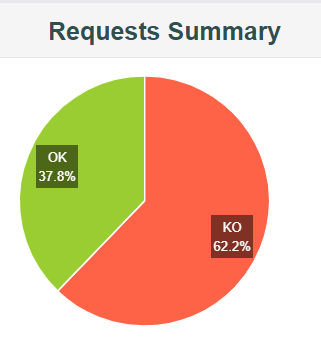 Requests Summary
OK
37.8%
KO
62.2%